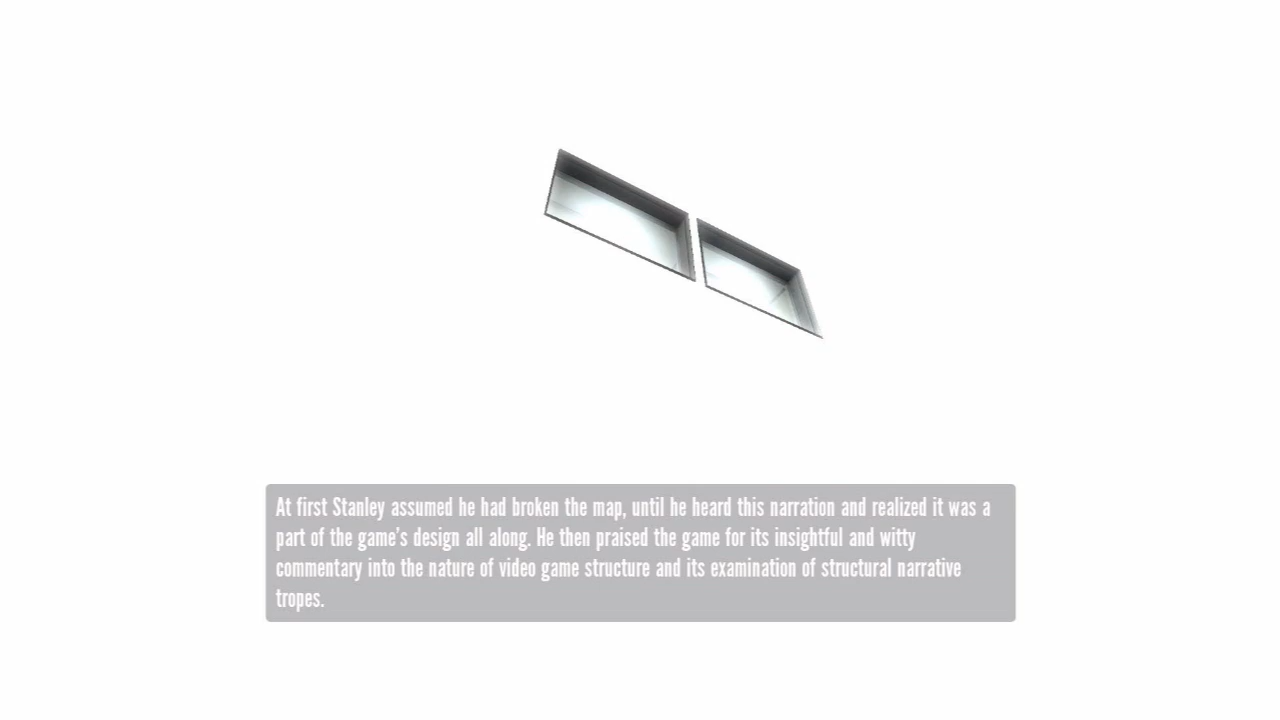 At first Stanley assumed he had broken the map, until he heard this narration and realized it was a
part of the game's design all along. He then praised the game for its insightful and witty
commentary into the nature of video game structure and its examination of structural narrative
tropes.